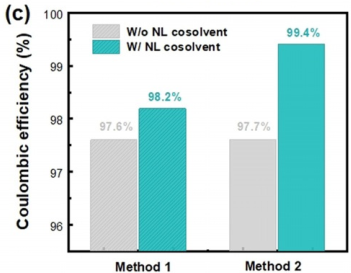 (c)
Coulombic efficiency (%)
100
99
98
97
96
W/o NL cosolvent
W/ NL cosolvent
97.6%
98.2%
97.7%
99.4%
Method 1
Method 2